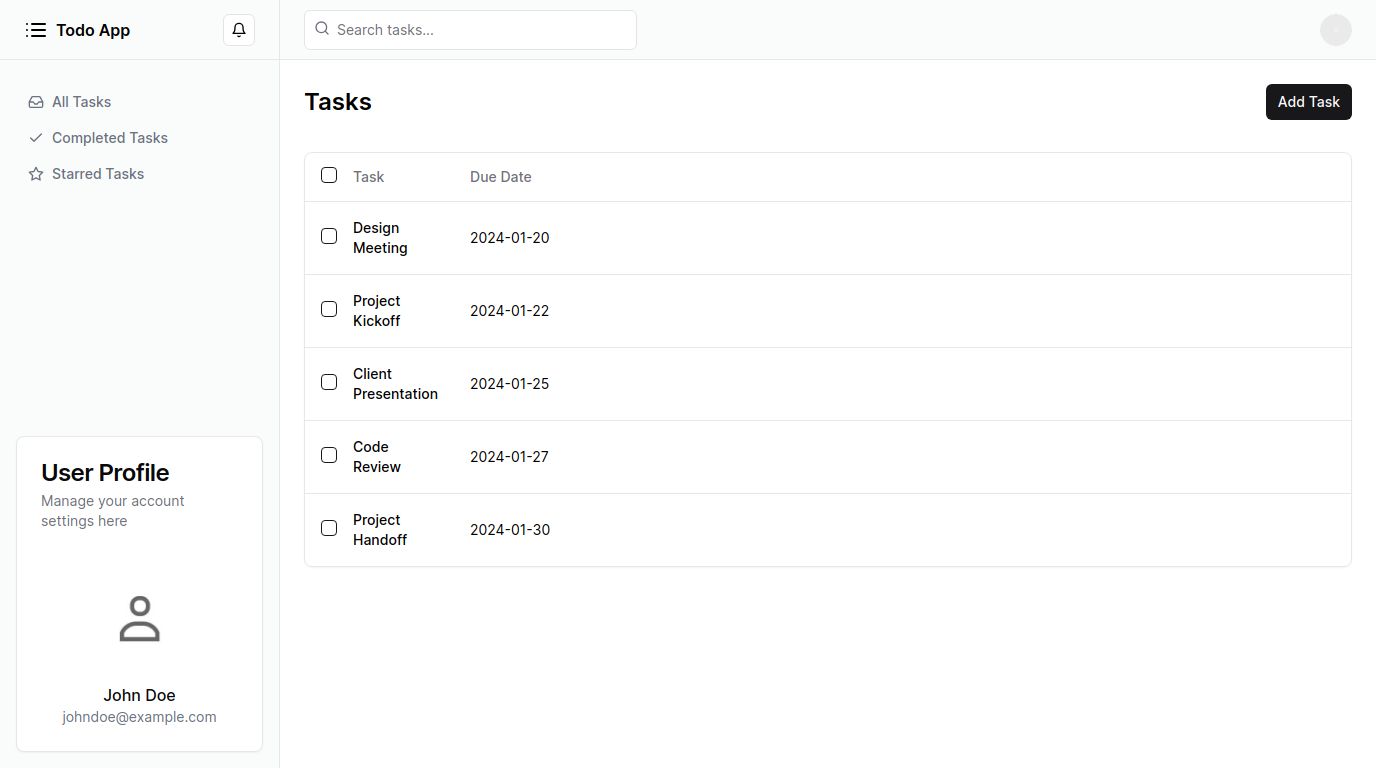 Todo App
Search tasks...
All Tasks
Completed Tasks
Starred Tasks
Tasks
Add Task
Task Due Date
Design
Meeting
2024-01-20
Project
Kickoff
2024-01-22
Client
Presentation
2024-01-25
Code
Review
2024-01-27
Project
Handoff
2024-01-30
User Profile
Manage your account
settings here
John Doe
johndoe@example.com